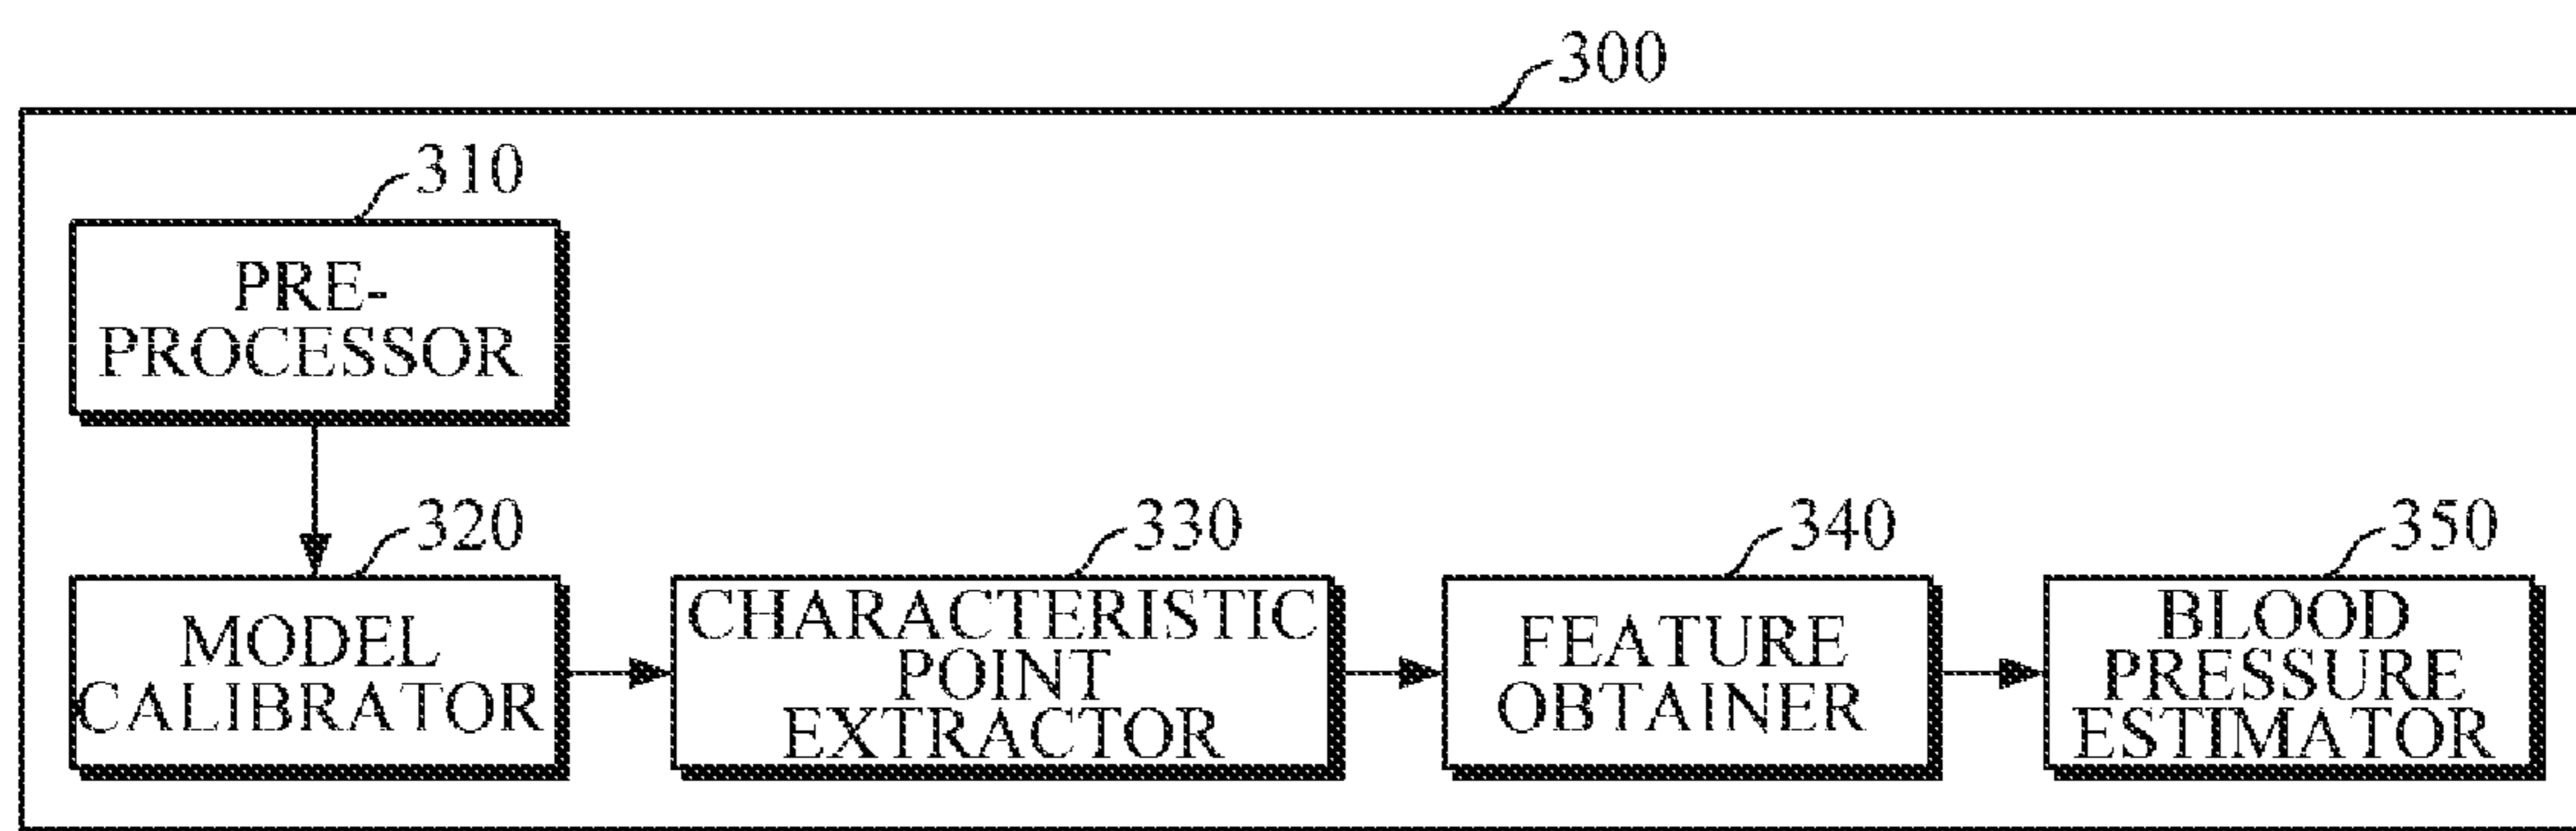 300
310
PRE-
PROCESSOR
320
MODEL
CALIBRATOR
330
CHARACTERISTIC
POINT
EXTRACTOR
340
FEATURE
OBTAINER
350
BLOOD
PRESSURE
ESTIMATOR